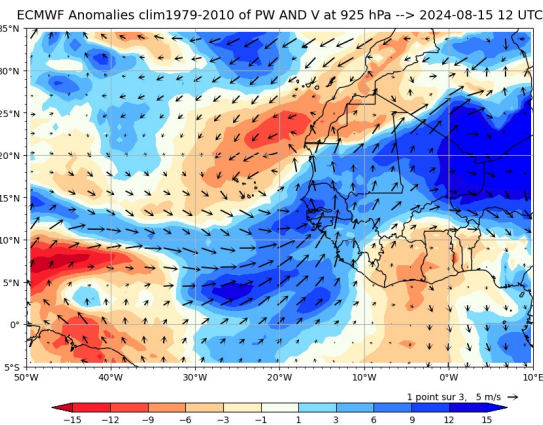 ECMWF Anomalies clim1979-2010 of PW AND V at 925 hPa --> 2024-08-15 12 UTC
35°N
30°N
25°N
20°N
15°N
10°N
5°N
0°
5°S
50°W 40°W 30°W 20°W 10°W 0°W 10°E
1 point sur 3, 5 m/s
−15 −12 −9 −6 −3 −1 1 3 6 9 12 15